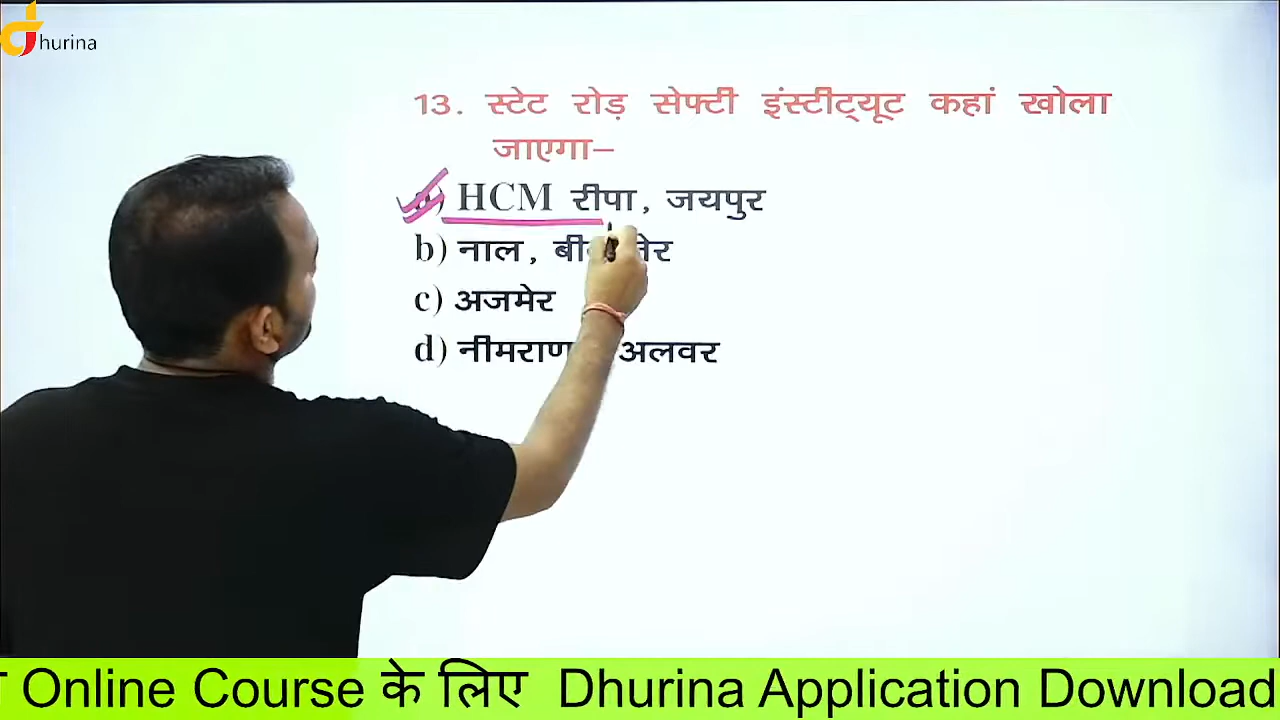 dhurina
13. स्टेट रोड़ सेफ्टी इंस्टीट्यूट कहां खोला
जाएगा–
a) HCM रीपा, जयपुर
b) नाल,
c) अजमेर
d) अलवर
Online Course के लिए Dhurina Application Download